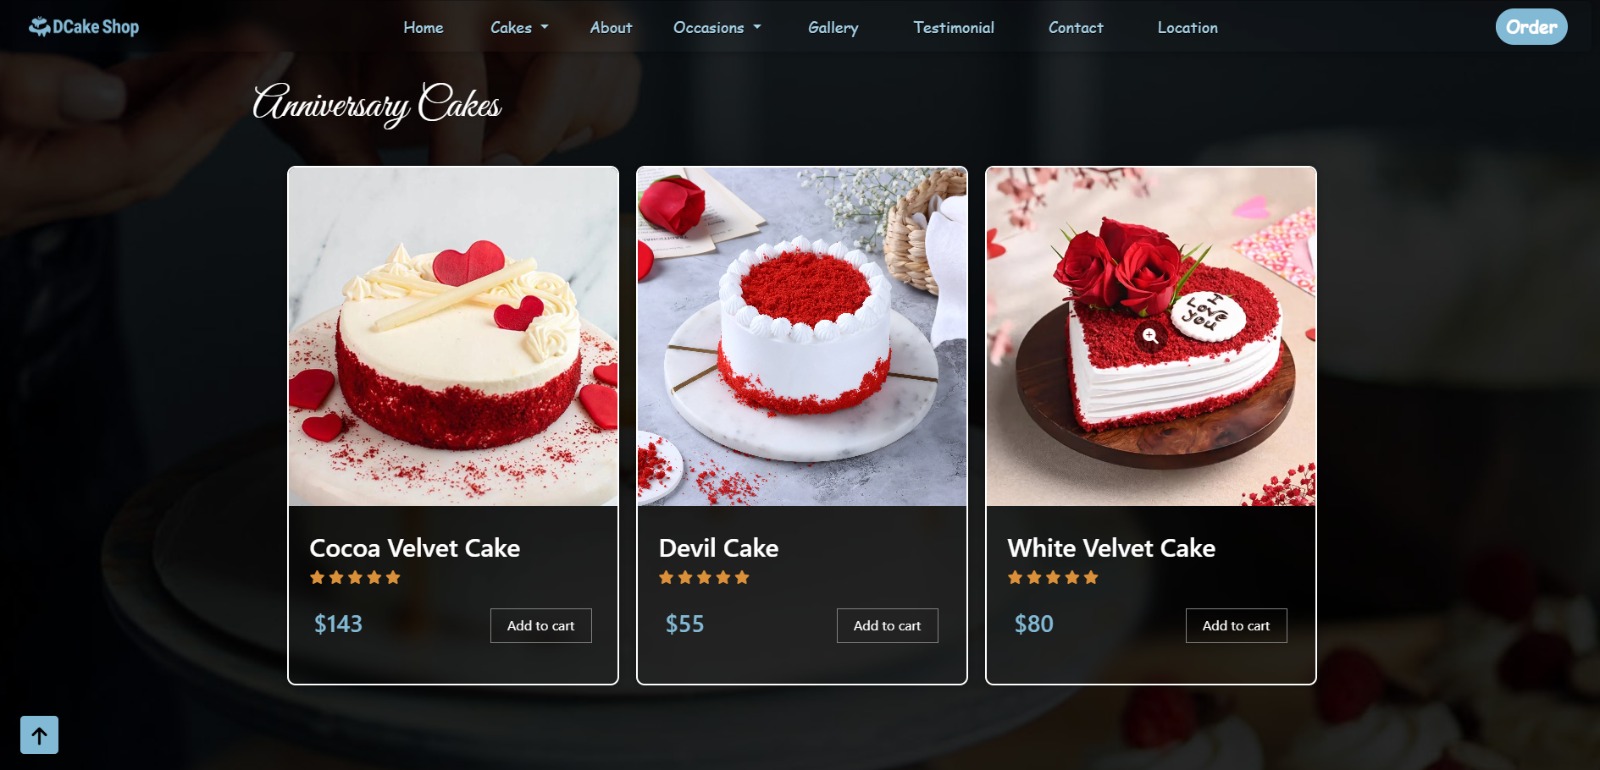 DCake Shop Home Cakes About Occasions Gallery Testimonial Contact Location Order
Anniversary Cakes
I
Love
You
Cocoa Velvet Cake
$143 Add to cart
Devil Cake
$55 Add to cart
White Velvet Cake
$80 Add to cart